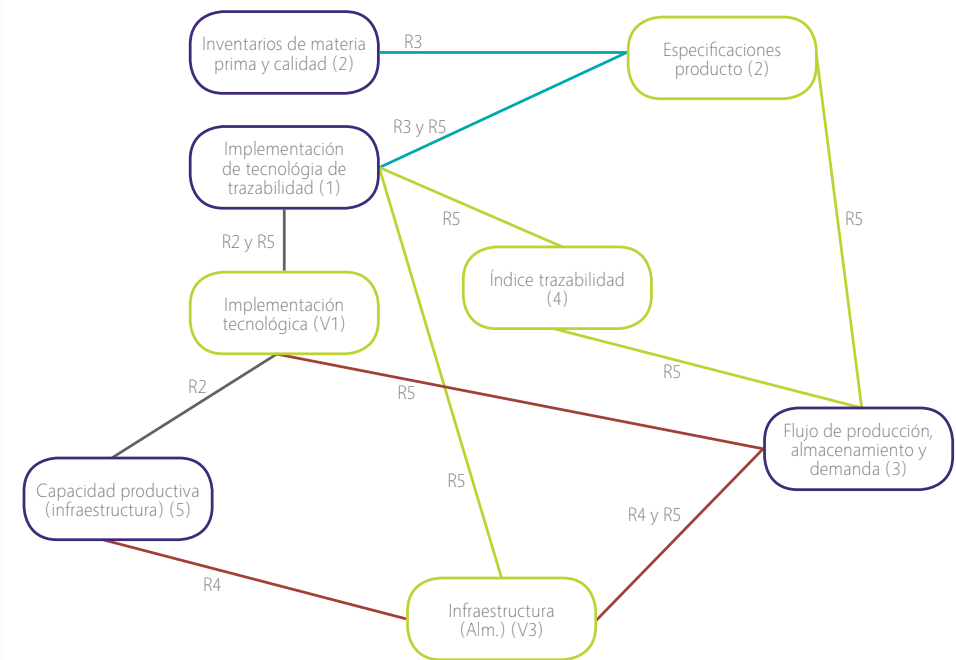 Inventarios de materia
prima y calidad (2)
R3
Especificaciones
producto (2)
R3 y R5
Implementación
de tecnológia de
trazabilidad (1)
R5
R5
R2 y R5
Índice trazabilidad
(4)
Implementación
tecnológica (V1)
R5
R2
R5
Flujo de producción,
almacenamiento y
demanda (3)
R5
Capacidad productiva
(infraestructura) (5)
R4 y R5
R4
Infraestructura
(Alm.) (V3)